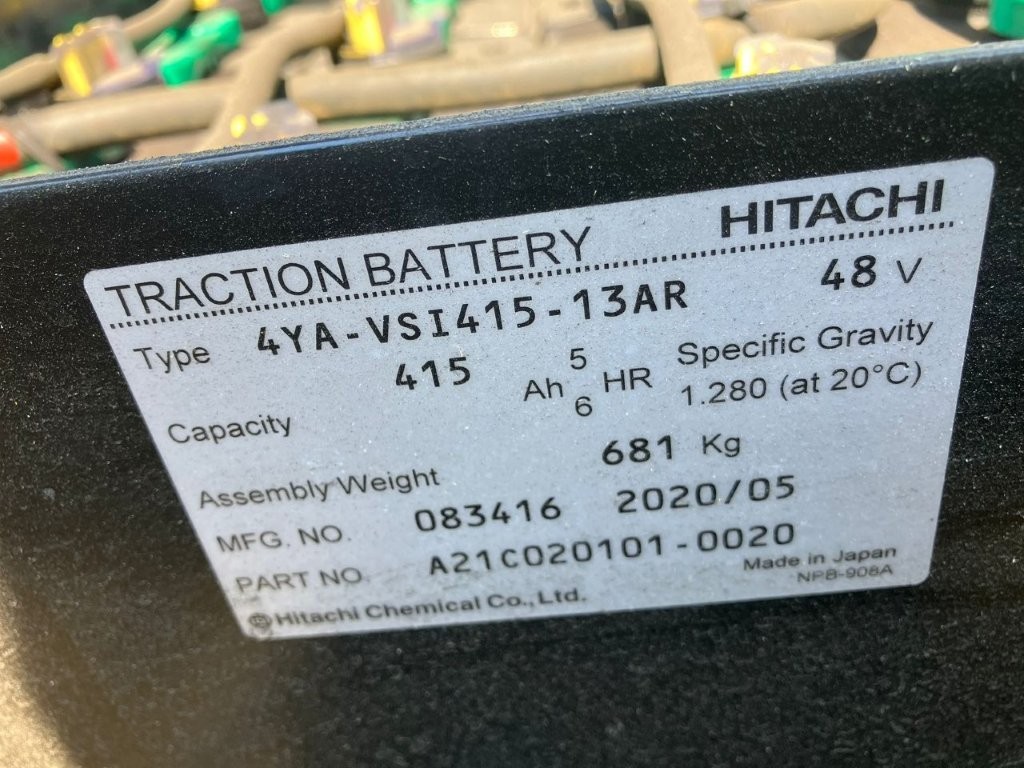 TRACTION BATTERY HITACHI
Type 4YA-VSI415-13AR 48 V
Capacity 415 Ah 5 6 HR Specific Gravity
1.280 (at 20°C)
Assembly Weight 681 Kg
MFG. NO. 083416 2020/05
PART NO. A21C020101-0020
Made in Japan
Hitachi Chemical Co., Ltd. NPB-908A